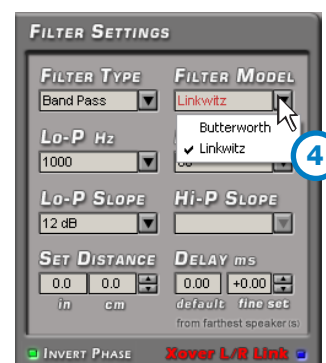 FILTER SETTINGS
FILTER TYPE FILTER MODEL
Band Pass Linkwitz
Butterworth
✔ Linkwitz
4
LO-P HZ
1000
LO-P SLOPE HI-P SLOPE
12 dB
SET DISTANCE DELAY ms
0.0 0.0 0.00 +0.00
in cm default fine set
from farthest speaker(s)
INVERT PHASE Xover L/R Link